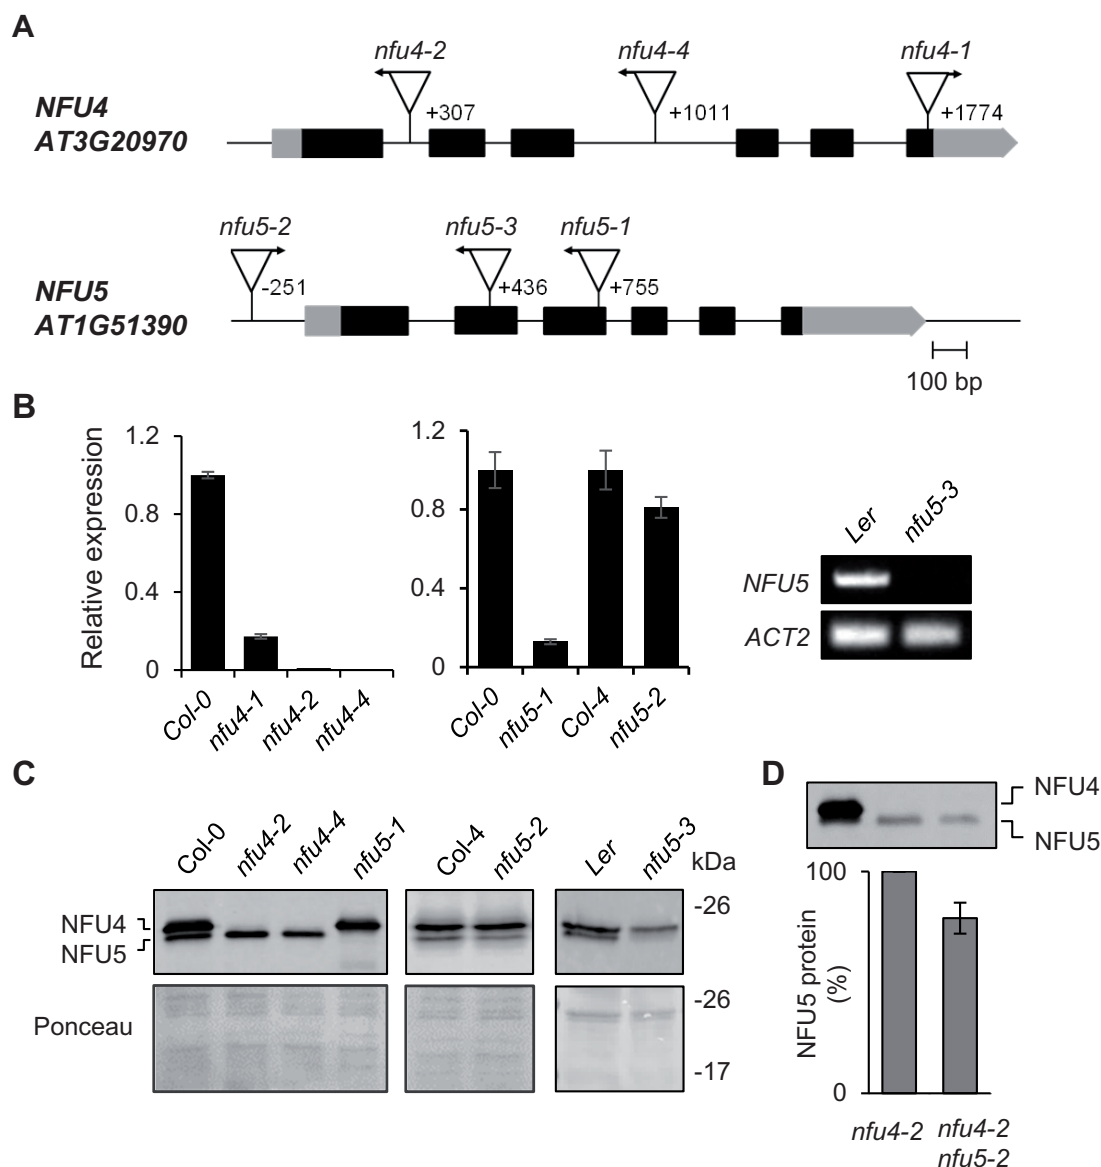 A
nfu4-2
nfu4-4
nfu4-1
NFU4
AT3G20970
+307
+1011
+1774
nfu5-2
nfu5-3
nfu5-1
NFU5
AT1G51390
-251
+436
+755
100 bp
B
Relative expression
1.2
0.8
0.4
0
Col-0
nfu4-1
nfu4-2
nfu4-4
1.2
0.8
0.4
0
Col-0
nfu5-1
Col-4
nfu5-2
Ler
nfu5-3
NFU5
ACT2
C
Col-0
nfu4-2
nfu4-4
nfu5-1
Col-4
nfu5-2
Ler
nfu5-3
kDa
NFU4
NFU5
-26
Ponceau
-26
-17
D
NFU4
NFU5
NFU5 protein
(%)
100
0
nfu4-2
nfu4-2
nfu5-2